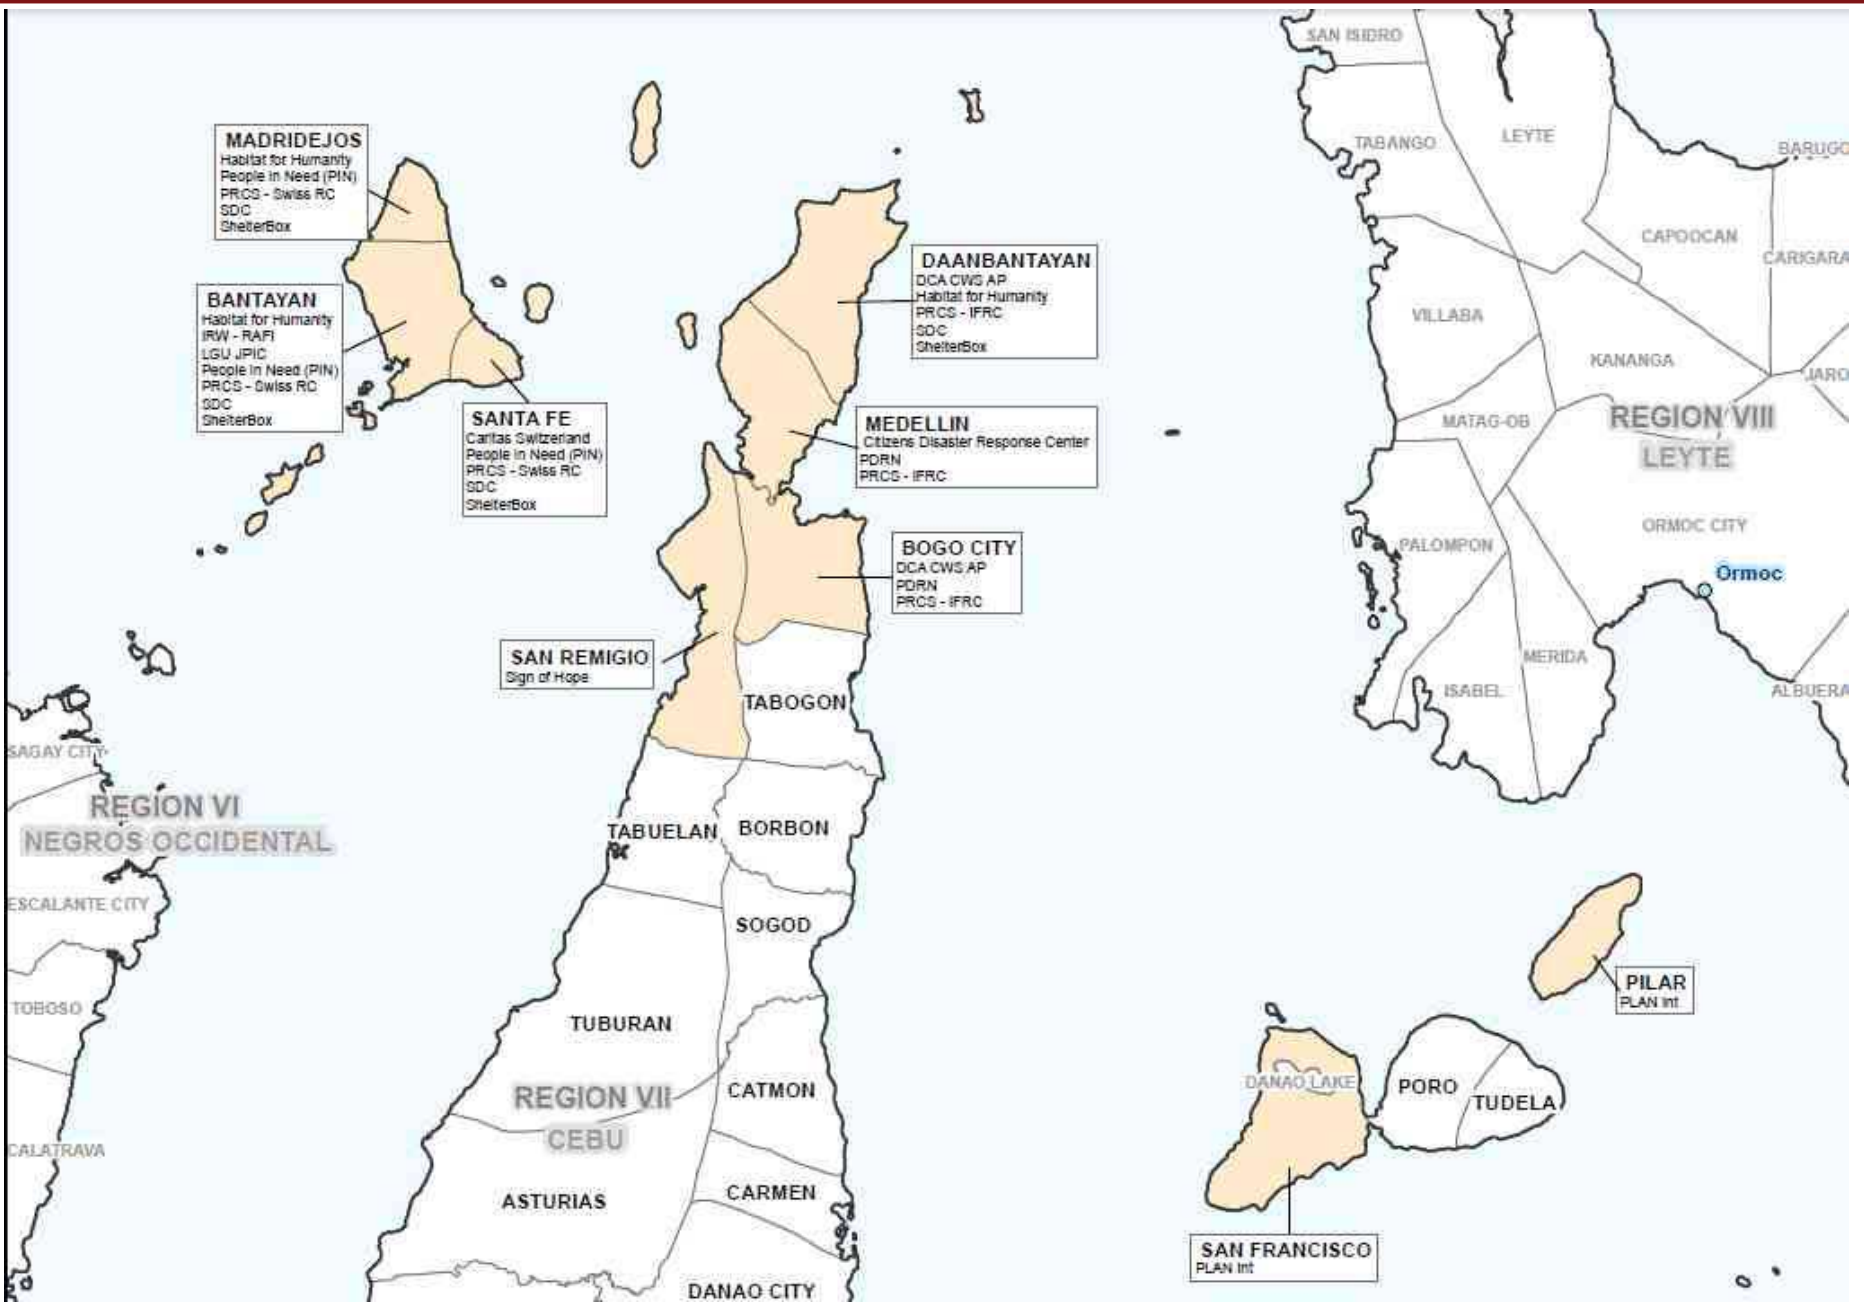 SAN ISIDRO
TABANGO
LEYTE
BARUGO
MADRIDEJOS
Habitat for Humanity
People in Need (PIN)
PRCS - Swiss RC
SDC
ShelterBox
CAPOOCAN
CARIGARA
DAANBANTAYAN
DCA CWS AP
Habitat for Humanity
PRCS - IFRC
SDC
ShelterBox
BANTAYAN
Habitat for Humanity
IRW - RAFI
LGU JPIC
People in Need (PIN)
PRCS - Swiss RC
SDC
ShelterBox
VILLABA
KANANGA
JARO
SANTA FE
Caritas Switzerland
People in Need (PIN)
PRCS - Swiss RC
SDC
ShelterBox
MEDELLIN
Citizens Disaster Response Center
PDRN
PRCS - IFRC
MATAG-OB
REGION VIII
LEYTE
ORMOC CITY
PALOMPON
Ormoc
BOGO CITY
DCA CWS AP
PDRN
PRCS - IFRC
SAN REMIGIO
Sign of Hope
MERIDA
ISABEL
ALBUERA
TABOGON
SAGAY CITY
REGION VI
NEGROS OCCIDENTAL
TABUELAN
BORBON
ESCALANTE CITY
SOGOD
PILAR
PLAN Int
TOBOSO
TUBURAN
REGION VII
CEBU
CATMON
DANAO LAKE
PORO
TUDELA
CALATRAVA
ASTURIAS
CARMEN
SAN FRANCISCO
PLAN Int
DANAO CITY